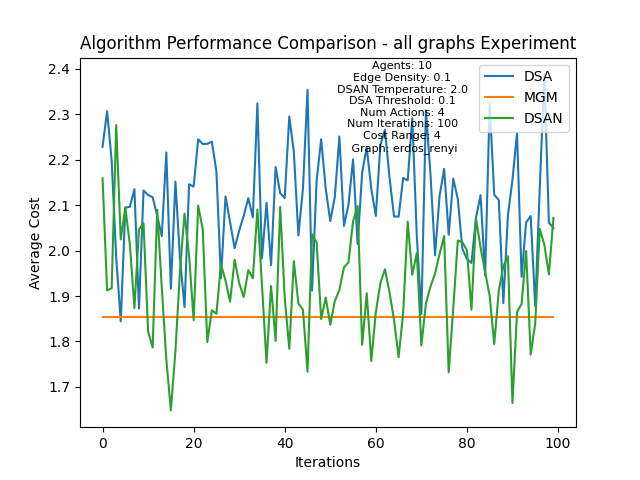 Algorithm Performance Comparison - all graphs Experiment
Agents: 10
Edge Density: 0.1
DSAN Temperature: 2.0
DSA Threshold: 0.1
Num Actions: 4
Num Iterations: 100
Cost Range: 4
Graph: erdos_renyi
DSA
MGM
DSAN
2.4
2.3
2.2
2.1
2.0
1.9
1.8
1.7
Average Cost
0 20 40 60 80 100
Iterations